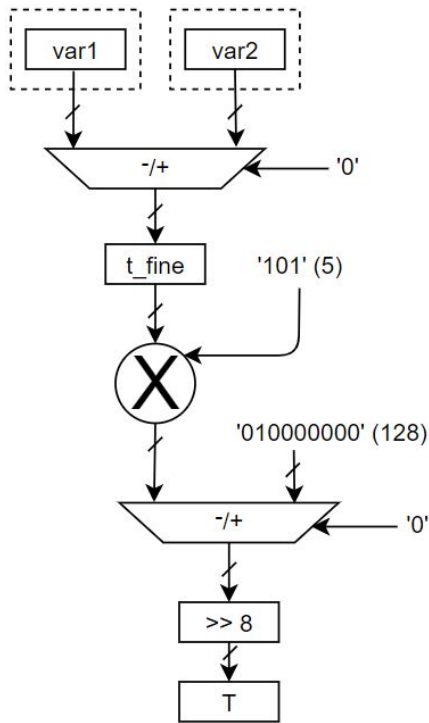 var1
var2
-/+
'0'
t_fine
'101' (5)
X
'010000000' (128)
-/+
'0'
>> 8
T